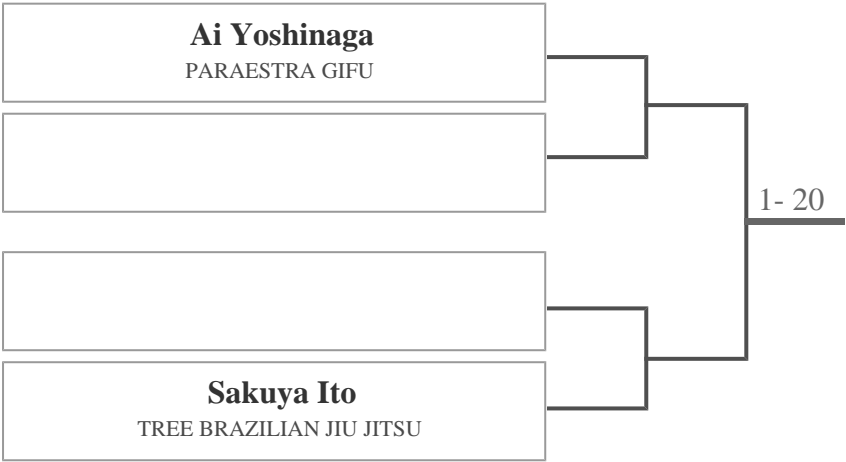 Ai Yoshinaga
PARAESTRA GIFU
1- 20
Sakuya Ito
TREE BRAZILIAN JIU JITSU